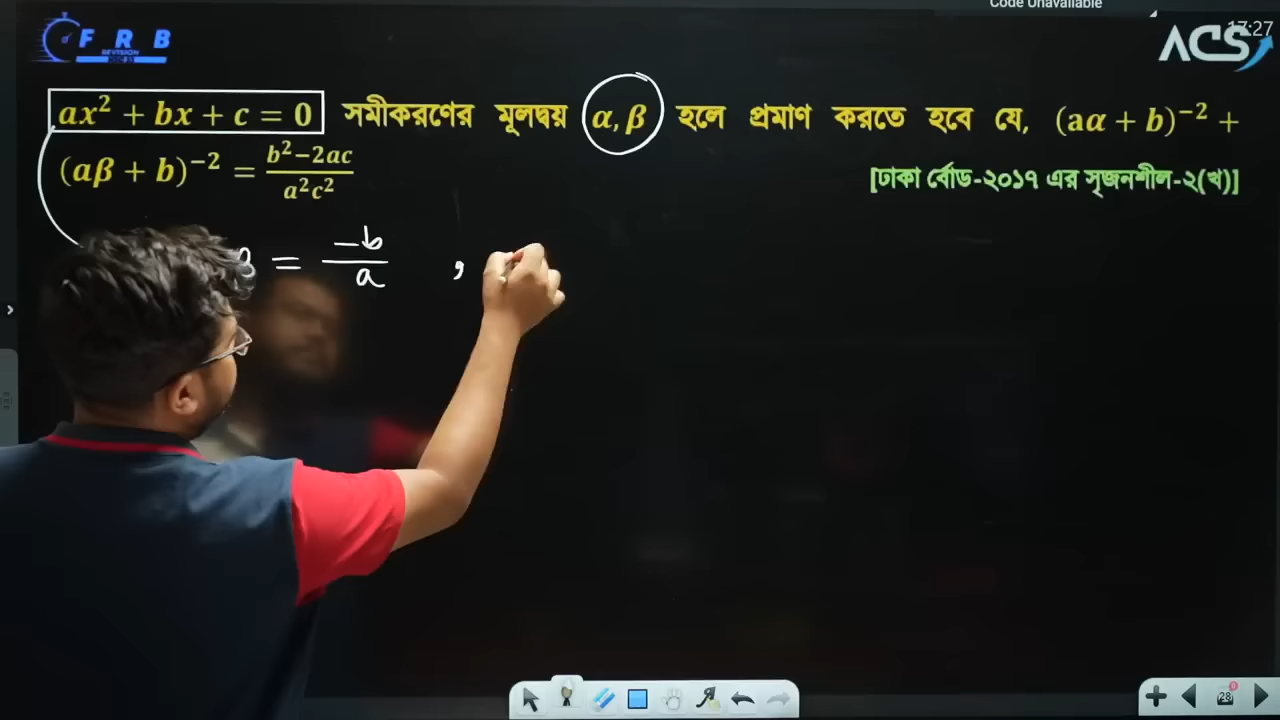 Code Unavailable
17:27
F R B
REVISION
ACS
ax² + bx + c = 0 সমীকরণের মূলদ্বয় α, β হলে প্রমাণ করতে হবে যে, (aα + b)⁻² +
(aβ + b)⁻² = b²−2ac / a²c²
[ঢাকা র্বোড-২০১৭ এর সৃজনশীল-২(খ)]
= −b / a ,
28